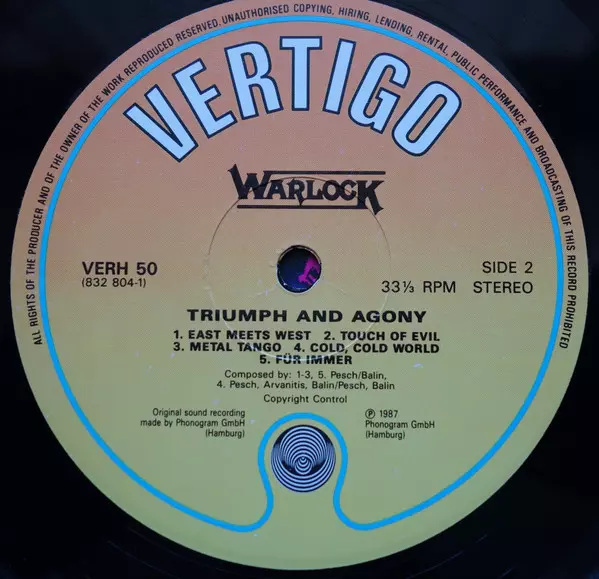 ALL RIGHTS OF THE PRODUCER AND OF THE OWNER OF THE WORK REPRODUCED RESERVED. UNAUTHORISED COPYING, HIRING, LENDING, RENTAL, PUBLIC PERFORMANCE AND BROADCASTING OF THIS RECORD PROHIBITED
VERTIGO
WARLOCK
VERH 50
(832 804-1)
SIDE 2
33⅓ RPM STEREO
TRIUMPH AND AGONY
1. EAST MEETS WEST 2. TOUCH OF EVIL
3. METAL TANGO 4. COLD, COLD WORLD
5. FÜR IMMER
Composed by: 1-3, 5. Pesch/Balin,
4. Pesch, Arvanitis, Balin/Pesch, Balin
Copyright Control
Original sound recording
made by Phonogram GmbH
(Hamburg)
℗ 1987
Phonogram GmbH
(Hamburg)